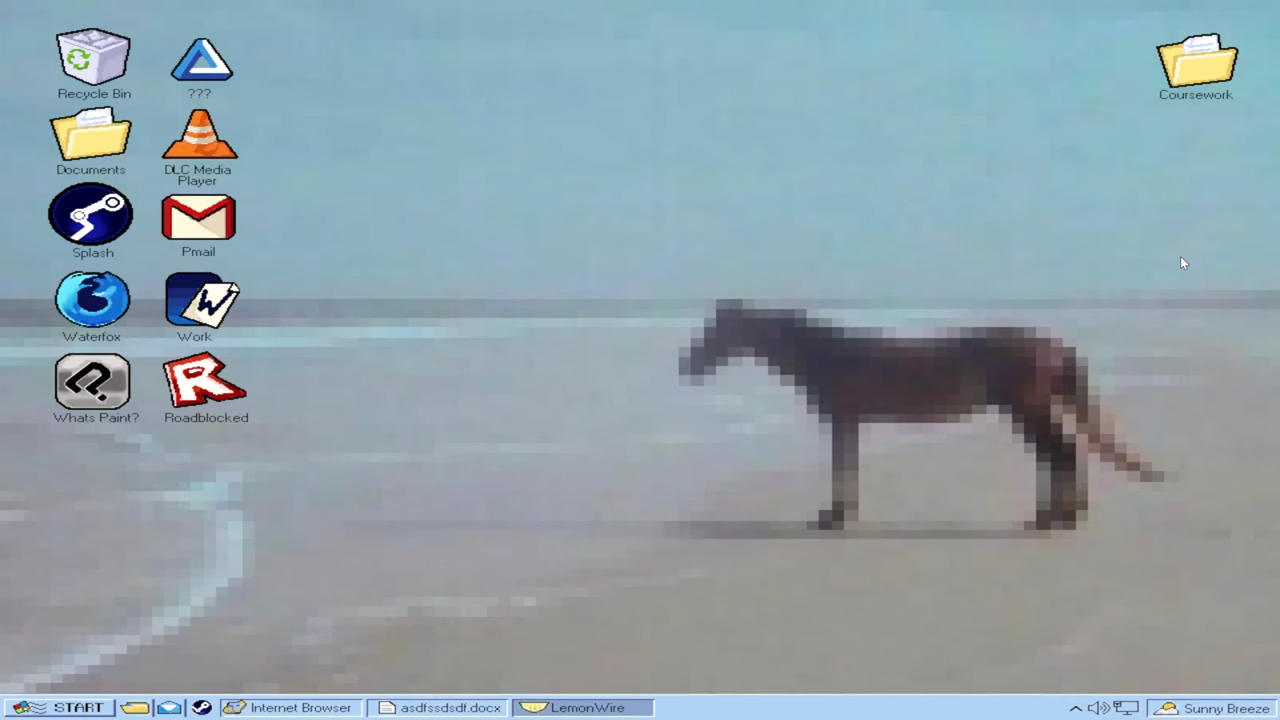 Recycle Bin
???
Coursework
Documents
DLC Media
Player
Splash
Pmail
Waterfox
W
Work
Whats Paint?
R
Roadblocked
START
Internet Browser
asdfssdsdf.docx
LemonWire
Sunny Breeze